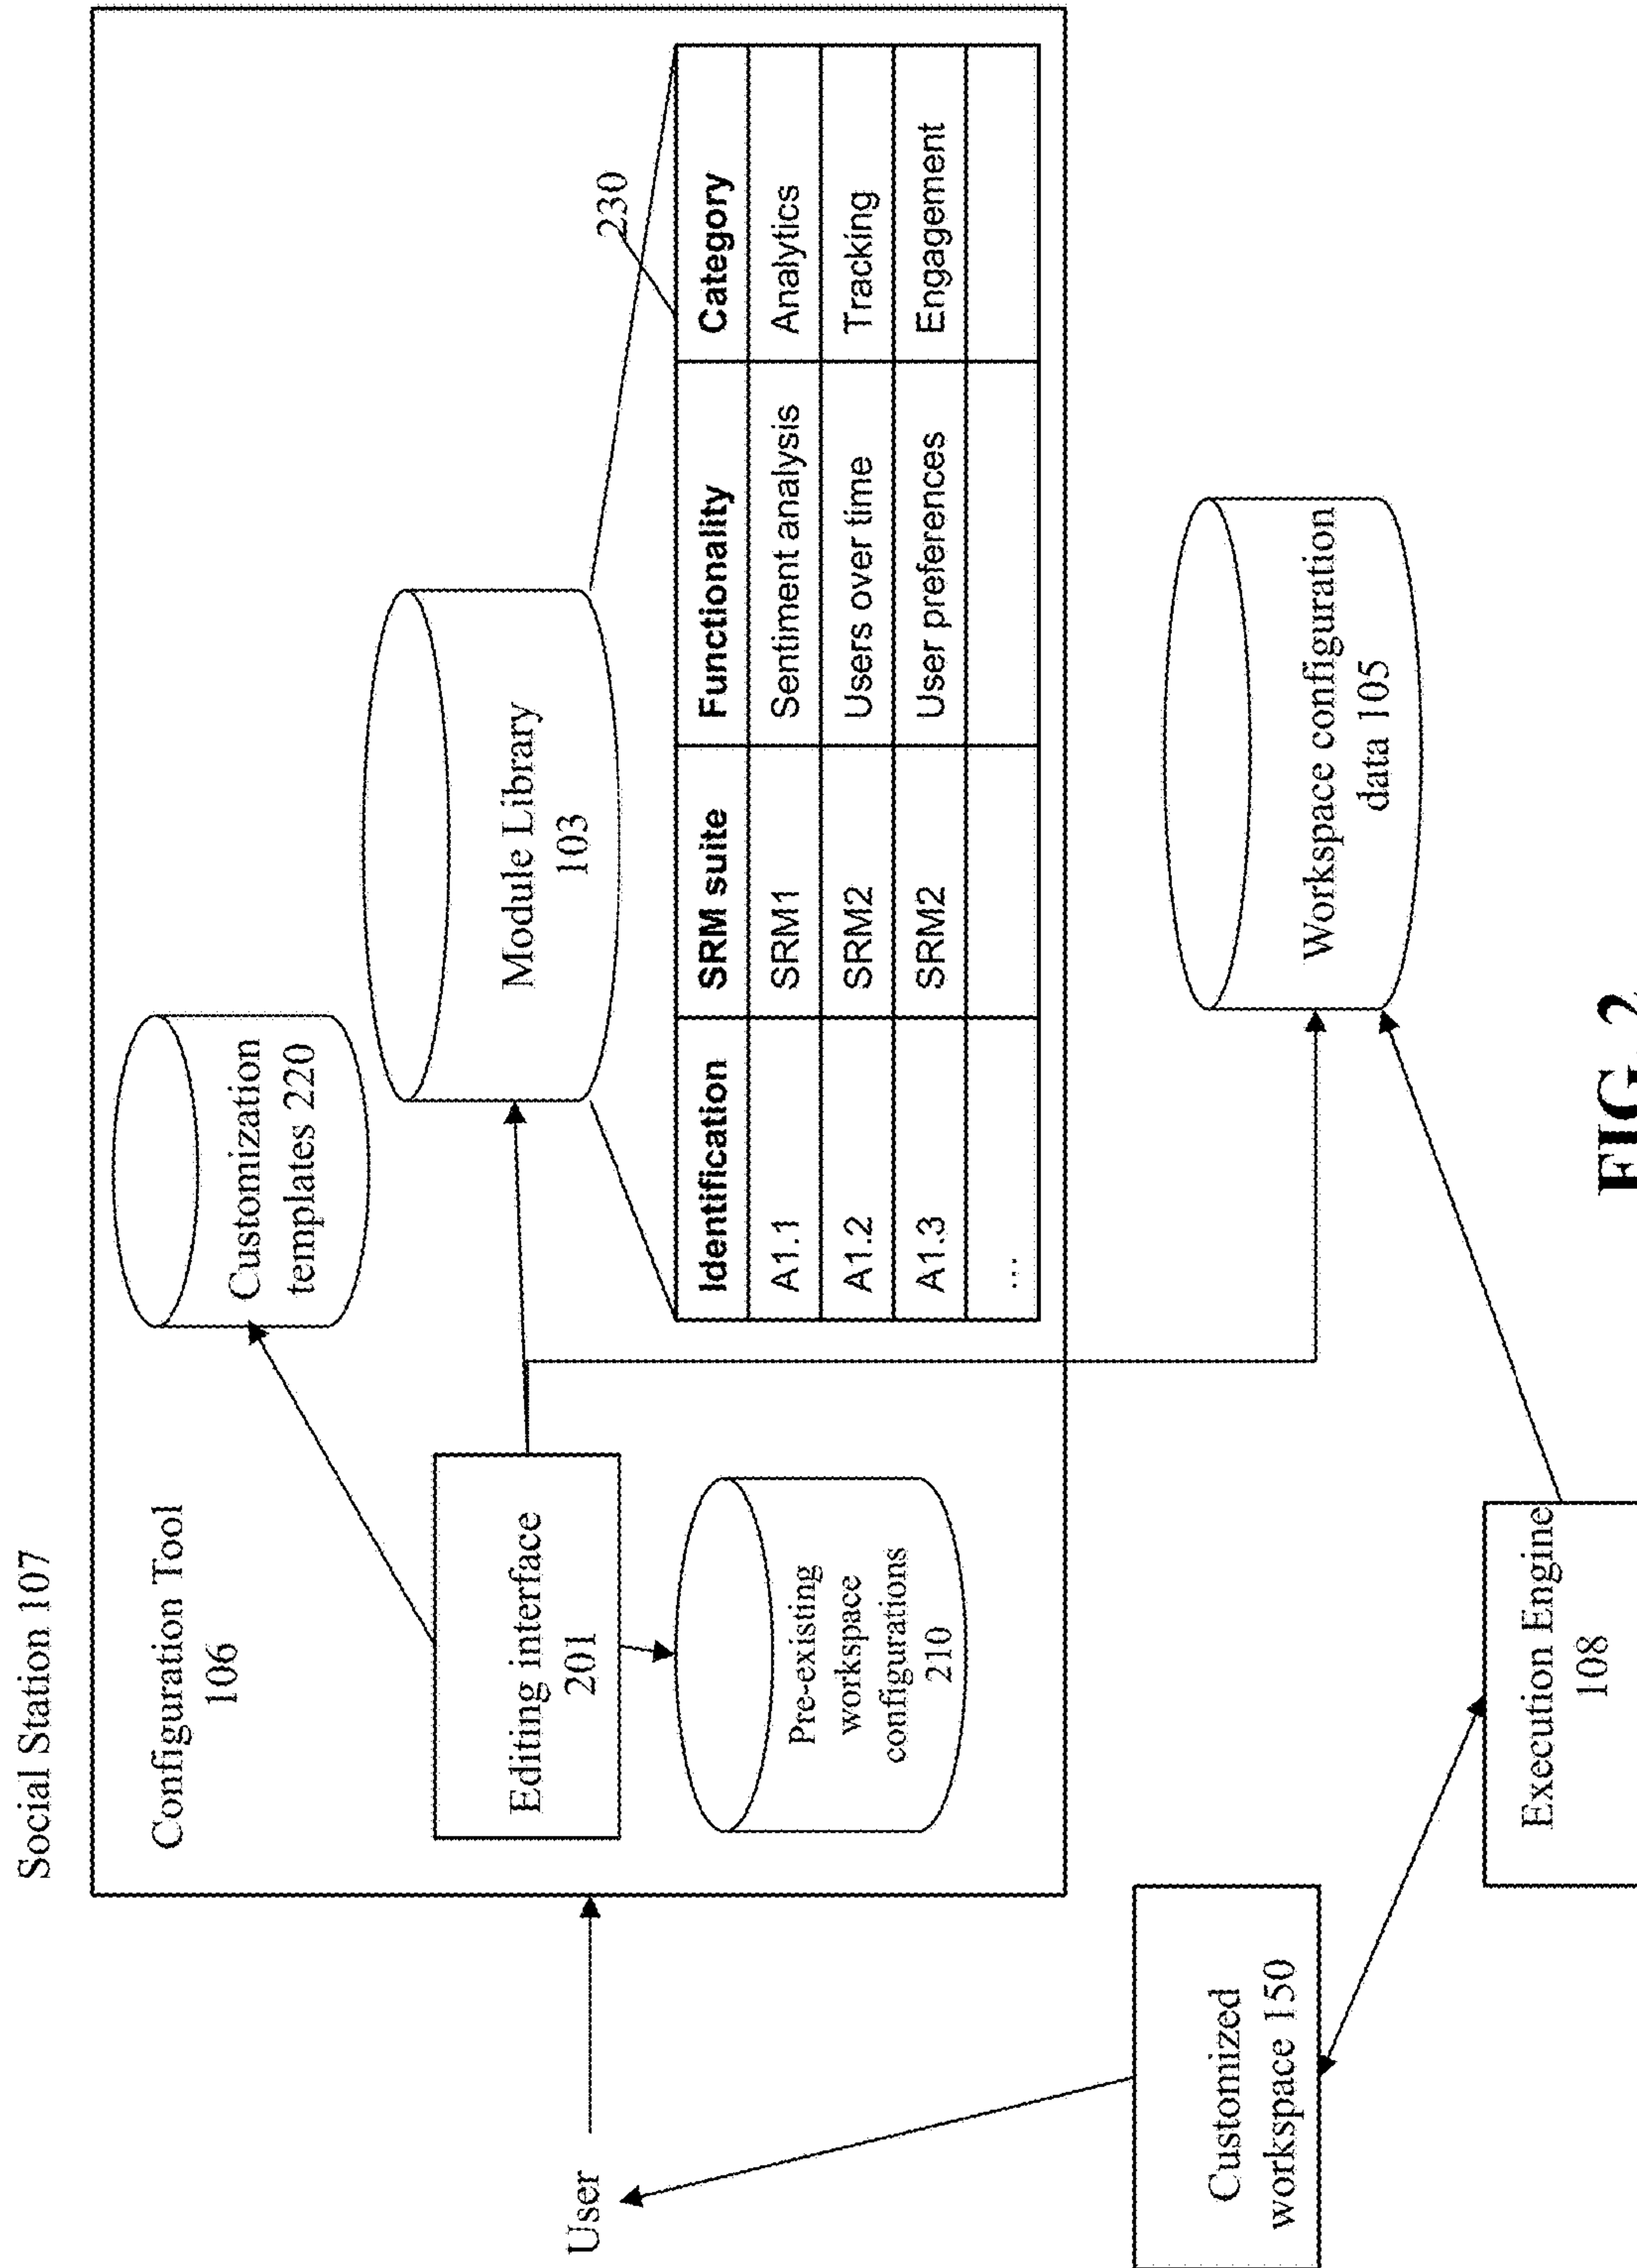 Social Station 107
Configuration Tool
106
Customization
templates 220
Editing interface
201
Module Library
103
Pre-existing
workspace
configurations
210
230
Identification SRM suite Functionality Category
A1.1 SRM1 Sentiment analysis Analytics
A1.2 SRM2 Users over time Tracking
A1.3 SRM2 User preferences Engagement
...
User
Customized
workspace 150
Workspace configuration
data 105
Execution Engine
108
FIG. 2